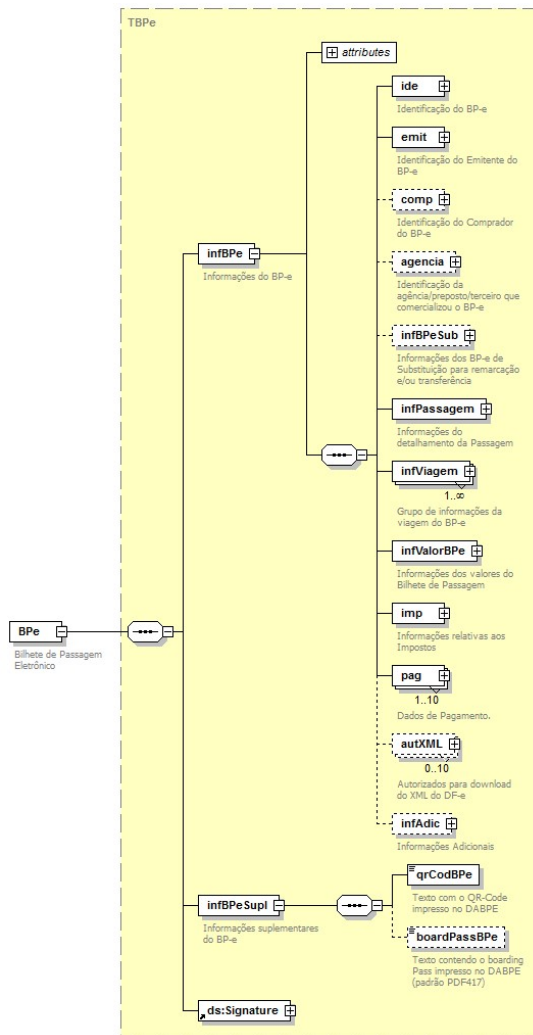 TBPe
attributes
ide
Identificação do BP-e
emit
Identificação do Emitente do
BP-e
comp
Identificação do Comprador
do BP-e
agencia
Identificação da
agência/preposto/terceiro que
comercializou o BP-e
infBPe
Informações do BP-e
infBPeSub
Informações dos BP-e de
Substituição para remarcação
e/ou transferência
infPassagem
Informações do
detalhamento da Passagem
infViagem
1..∞
Grupo de informações da
viagem do BP-e
infValorBPe
Informações dos valores do
Bilhete de Passagem
BPe
Bilhete de Passagem
Eletrônico
imp
Informações relativas aos
Impostos
pag
1..10
Dados de Pagamento.
autXML
0..10
Autorizados para download
do XML do DF-e
infAdic
Informações Adicionais
infBPeSupl
Informações suplementares
do BP-e
qrCodBPe
Texto com o QR-Code
impresso no DABPE
boardPassBPe
Texto contendo o boarding
Pass impresso no DABPE
(padrão PDF417)
ds:Signature